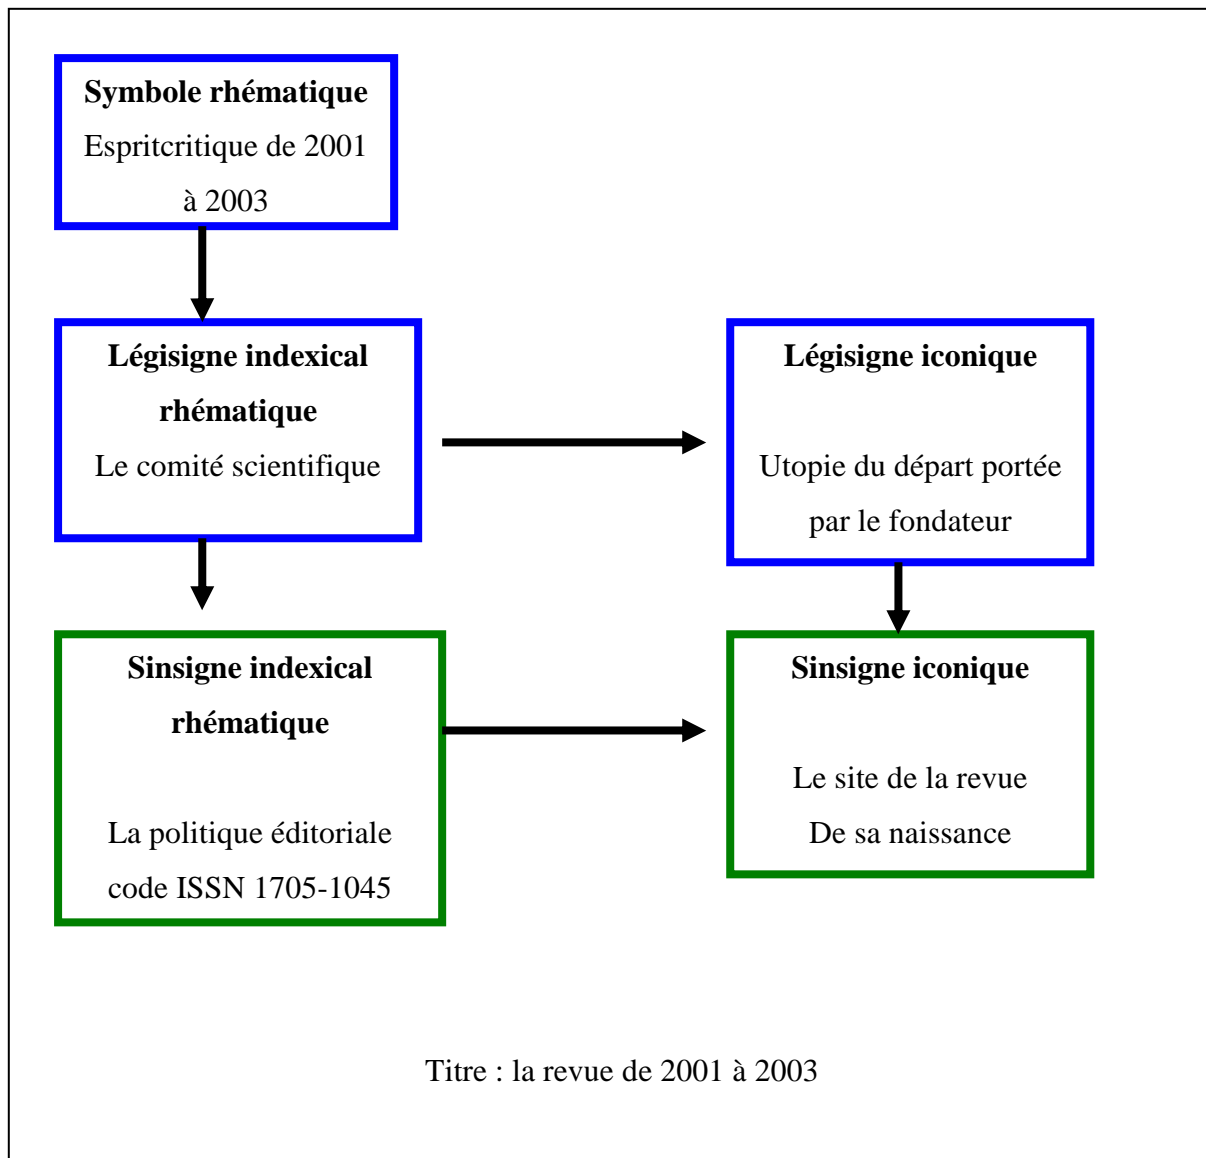 Symbole rhématique
Espritcritique de 2001
à 2003
Légisigne indexical
rhématique
Le comité scientifique
Légisigne iconique
Utopie du départ portée
par le fondateur
Sinsigne indexical
rhématique
La politique éditoriale
code ISSN 1705-1045
Sinsigne iconique
Le site de la revue
De sa naissance
Titre : la revue de 2001 à 2003